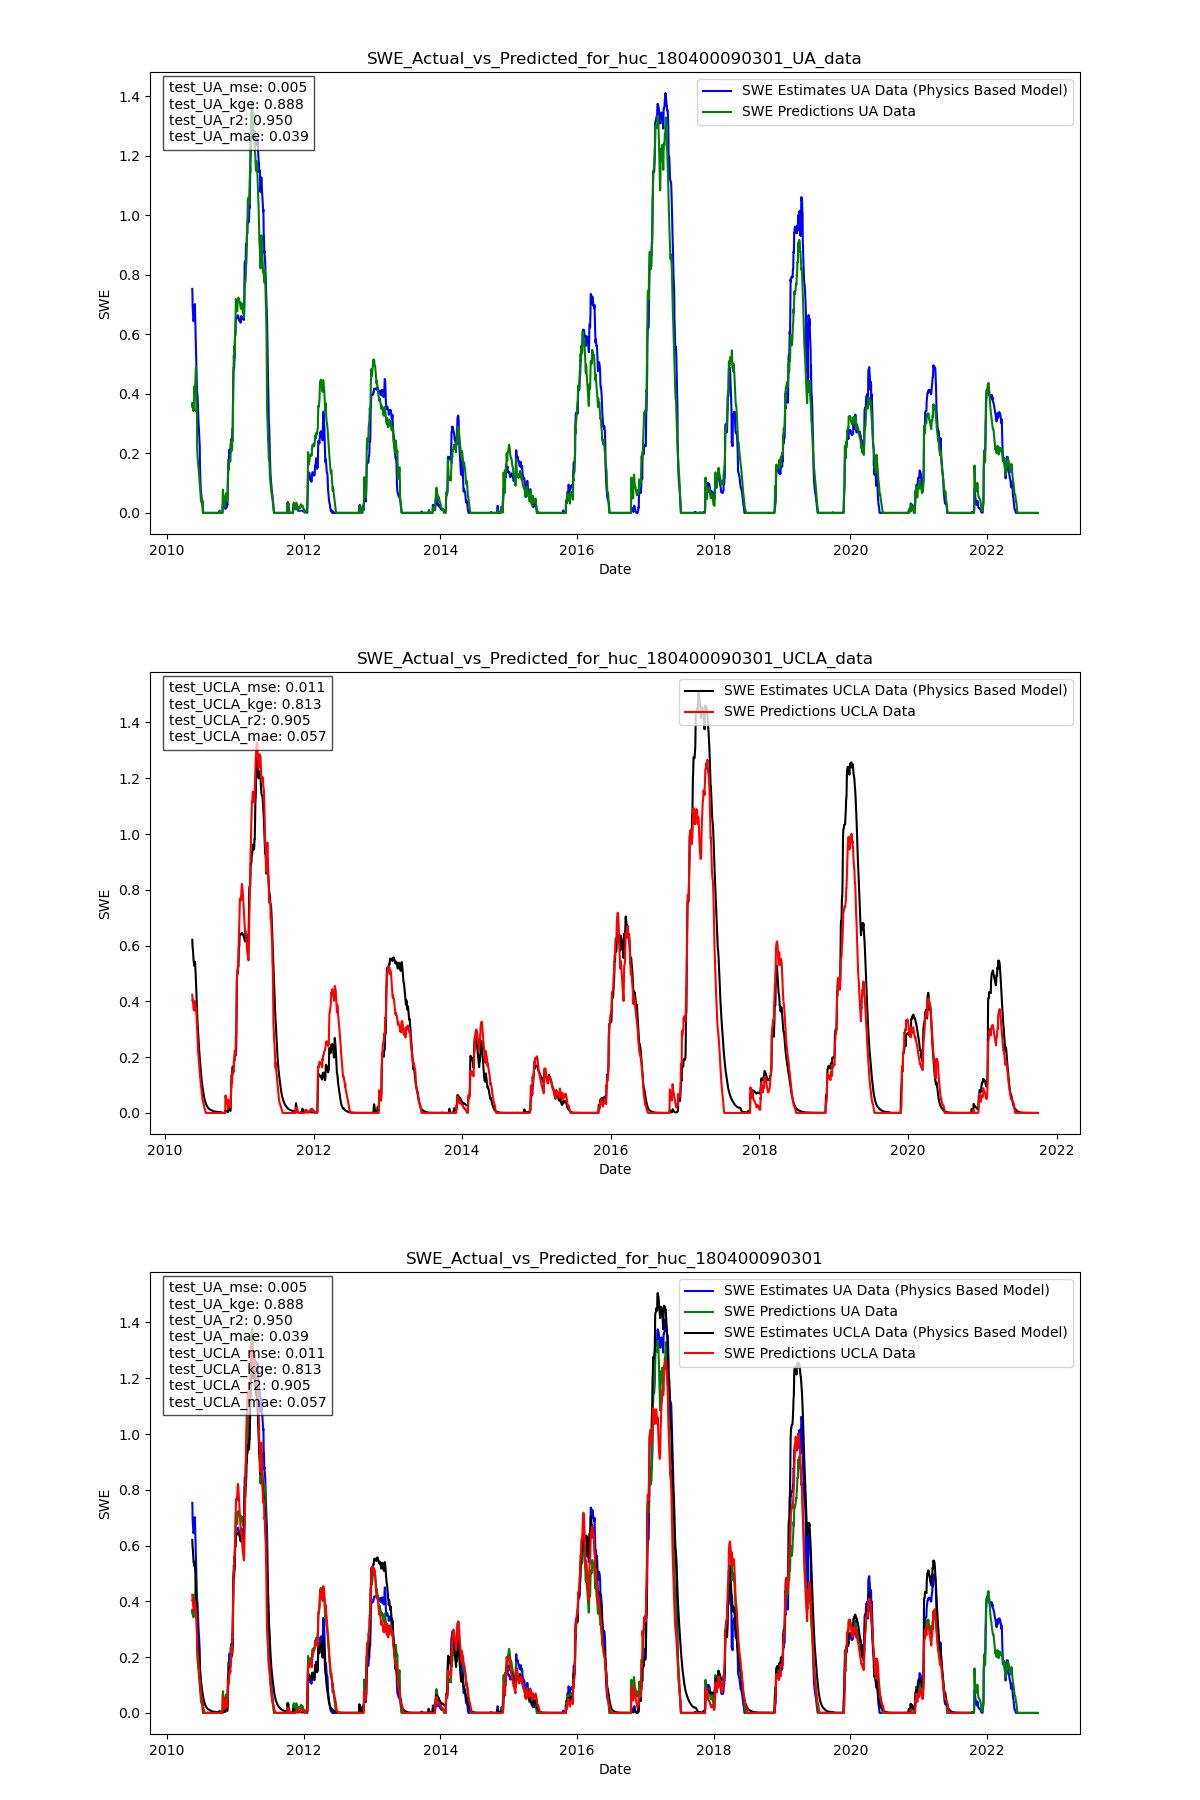 SWE_Actual_vs_Predicted_for_huc_180400090301_UA_data
test_UA_mse: 0.005
test_UA_kge: 0.888
test_UA_r2: 0.950
test_UA_mae: 0.039
SWE Estimates UA Data (Physics Based Model)
SWE Predictions UA Data
1.4
1.2
1.0
0.8
0.6
0.4
0.2
0.0
SWE
2010 2012 2014 2016 2018 2020 2022
Date
SWE_Actual_vs_Predicted_for_huc_180400090301_UCLA_data
test_UCLA_mse: 0.011
test_UCLA_kge: 0.813
test_UCLA_r2: 0.905
test_UCLA_mae: 0.057
SWE Estimates UCLA Data (Physics Based Model)
SWE Predictions UCLA Data
1.4
1.2
1.0
0.8
0.6
0.4
0.2
0.0
SWE
2010 2012 2014 2016 2018 2020 2022
Date
SWE_Actual_vs_Predicted_for_huc_180400090301
test_UA_mse: 0.005
test_UA_kge: 0.888
test_UA_r2: 0.950
test_UA_mae: 0.039
test_UCLA_mse: 0.011
test_UCLA_kge: 0.813
test_UCLA_r2: 0.905
test_UCLA_mae: 0.057
SWE Estimates UA Data (Physics Based Model)
SWE Predictions UA Data
SWE Estimates UCLA Data (Physics Based Model)
SWE Predictions UCLA Data
1.4
1.2
1.0
0.8
0.6
0.4
0.2
0.0
SWE
2010 2012 2014 2016 2018 2020 2022
Date